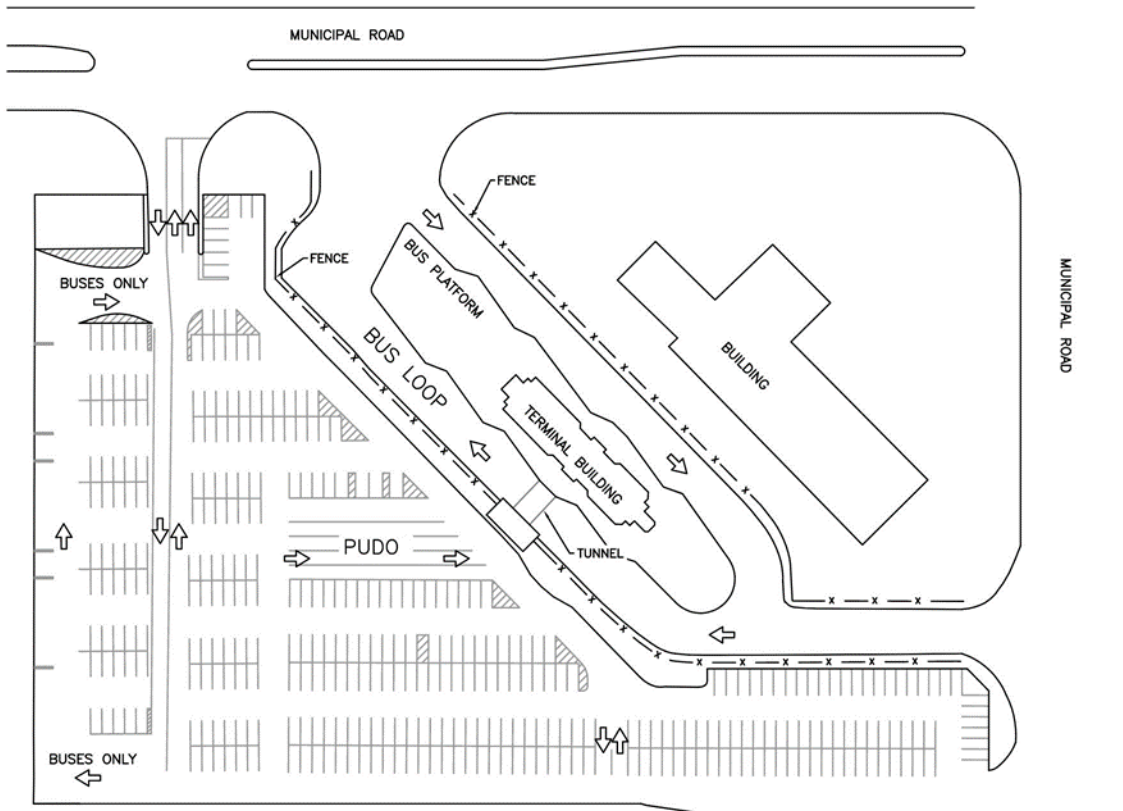 MUNICIPAL ROAD
FENCE
FENCE
BUS PLATFORM
BUSES ONLY
BUS LOOP
BUILDING
MUNICIPAL ROAD
TERMINAL BUILDING
PUDO
TUNNEL
BUSES ONLY